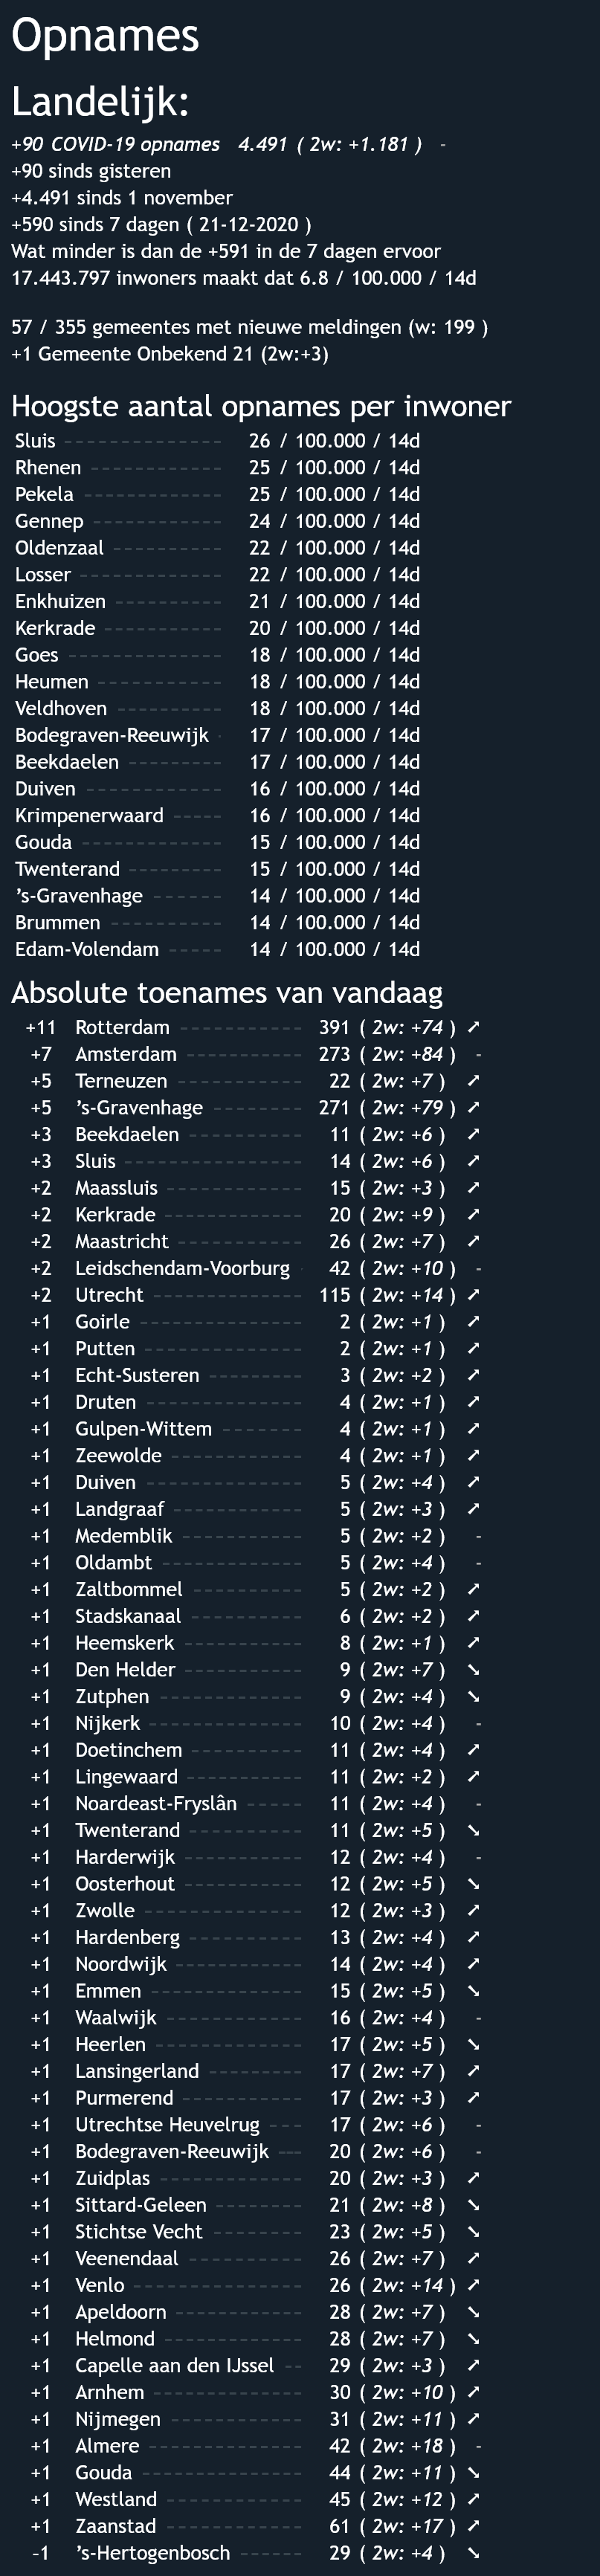 Opnames
Landelijk:
+90 COVID-19 opnames 4.491 ( 2w: +1.181 ) -
+90 sinds gisteren
+4.491 sinds 1 november
+590 sinds 7 dagen ( 21-12-2020 )
Wat minder is dan de +591 in de 7 dagen ervoor
17.443.797 inwoners maakt dat 6.8 / 100.000 / 14d
57 / 355 gemeentes met nieuwe meldingen (w: 199 )
+1 Gemeente Onbekend 21 (2w:+3)
Hoogste aantal opnames per inwoner
Sluis 26 / 100.000 / 14d
Rhenen 25 / 100.000 / 14d
Pekela 25 / 100.000 / 14d
Gennep 24 / 100.000 / 14d
Oldenzaal 22 / 100.000 / 14d
Losser 22 / 100.000 / 14d
Enkhuizen 21 / 100.000 / 14d
Kerkrade 20 / 100.000 / 14d
Goes 18 / 100.000 / 14d
Heumen 18 / 100.000 / 14d
Veldhoven 18 / 100.000 / 14d
Bodegraven-Reeuwijk 17 / 100.000 / 14d
Beekdaelen 17 / 100.000 / 14d
Duiven 16 / 100.000 / 14d
Krimpenerwaard 16 / 100.000 / 14d
Gouda 15 / 100.000 / 14d
Twenterand 15 / 100.000 / 14d
's-Gravenhage 14 / 100.000 / 14d
Brummen 14 / 100.000 / 14d
Edam-Volendam 14 / 100.000 / 14d
Absolute toenames van vandaag
+11 Rotterdam 391 ( 2w: +74 ) ➚
+7 Amsterdam 273 ( 2w: +84 ) -
+5 Terneuzen 22 ( 2w: +7 ) ➚
+5 's-Gravenhage 271 ( 2w: +79 ) ➚
+3 Beekdaelen 11 ( 2w: +6 ) ➚
+3 Sluis 14 ( 2w: +6 ) ➚
+2 Maassluis 15 ( 2w: +3 ) ➚
+2 Kerkrade 20 ( 2w: +9 ) ➚
+2 Maastricht 26 ( 2w: +7 ) ➚
+2 Leidschendam-Voorburg 42 ( 2w: +10 ) -
+2 Utrecht 115 ( 2w: +14 ) ➚
+1 Goirle 2 ( 2w: +1 ) ➚
+1 Putten 2 ( 2w: +1 ) ➚
+1 Echt-Susteren 3 ( 2w: +2 ) ➚
+1 Druten 4 ( 2w: +1 ) ➚
+1 Gulpen-Wittem 4 ( 2w: +1 ) ➚
+1 Zeewolde 4 ( 2w: +1 ) ➚
+1 Duiven 5 ( 2w: +4 ) ➚
+1 Landgraaf 5 ( 2w: +3 ) ➚
+1 Medemblik 5 ( 2w: +2 ) -
+1 Oldambt 5 ( 2w: +4 ) -
+1 Zaltbommel 5 ( 2w: +2 ) ➚
+1 Stadskanaal 6 ( 2w: +2 ) ➚
+1 Heemskerk 8 ( 2w: +1 ) ➚
+1 Den Helder 9 ( 2w: +7 ) ➘
+1 Zutphen 9 ( 2w: +4 ) ➘
+1 Nijkerk 10 ( 2w: +4 ) -
+1 Doetinchem 11 ( 2w: +4 ) ➚
+1 Lingewaard 11 ( 2w: +2 ) ➚
+1 Noardeast-Fryslân 11 ( 2w: +4 ) -
+1 Twenterand 11 ( 2w: +5 ) ➘
+1 Harderwijk 12 ( 2w: +4 ) -
+1 Oosterhout 12 ( 2w: +5 ) ➘
+1 Zwolle 12 ( 2w: +3 ) ➚
+1 Hardenberg 13 ( 2w: +4 ) ➚
+1 Noordwijk 14 ( 2w: +4 ) ➚
+1 Emmen 15 ( 2w: +5 ) ➘
+1 Waalwijk 16 ( 2w: +4 ) -
+1 Heerlen 17 ( 2w: +5 ) ➘
+1 Lansingerland 17 ( 2w: +7 ) ➚
+1 Purmerend 17 ( 2w: +3 ) ➚
+1 Utrechtse Heuvelrug 17 ( 2w: +6 ) -
+1 Bodegraven-Reeuwijk 20 ( 2w: +6 ) -
+1 Zuidplas 20 ( 2w: +3 ) ➚
+1 Sittard-Geleen 21 ( 2w: +8 ) ➘
+1 Stichtse Vecht 23 ( 2w: +5 ) ➘
+1 Veenendaal 26 ( 2w: +7 ) ➚
+1 Venlo 26 ( 2w: +14 ) ➚
+1 Apeldoorn 28 ( 2w: +7 ) ➘
+1 Helmond 28 ( 2w: +7 ) ➘
+1 Capelle aan den IJssel 29 ( 2w: +3 ) ➚
+1 Arnhem 30 ( 2w: +10 ) ➚
+1 Nijmegen 31 ( 2w: +11 ) ➚
+1 Almere 42 ( 2w: +18 ) -
+1 Gouda 44 ( 2w: +11 ) ➘
+1 Westland 45 ( 2w: +12 ) ➚
+1 Zaanstad 61 ( 2w: +17 ) ➚
-1 's-Hertogenbosch 29 ( 2w: +4 ) ➘